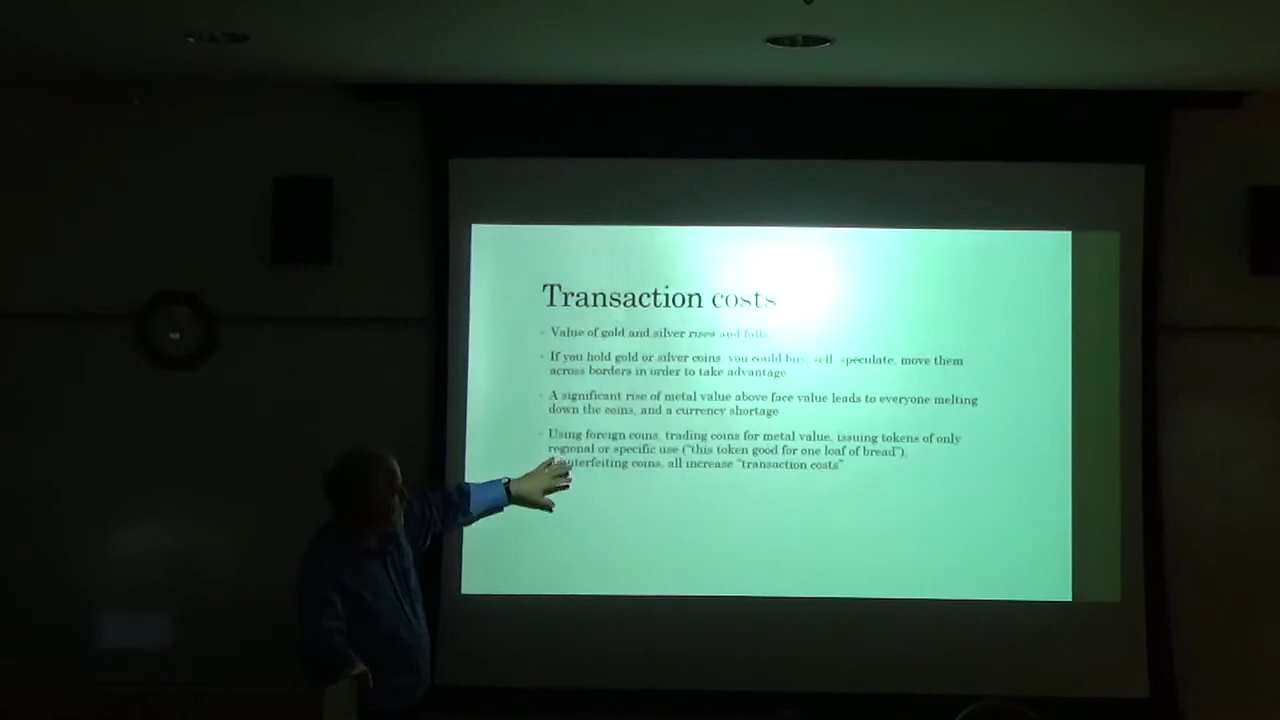 Transaction costs
Value of gold and silver rises and falls
If you hold gold or silver coins, you could buy, sell, speculate, move them
across borders in order to take advantage
A significant rise of metal value above face value leads to everyone melting
down the coins, and a currency shortage
Using foreign coins, trading coins for metal value, issuing tokens of only
regional or specific use ("this token good for one loaf of bread"),
counterfeiting coins, all increase "transaction costs"